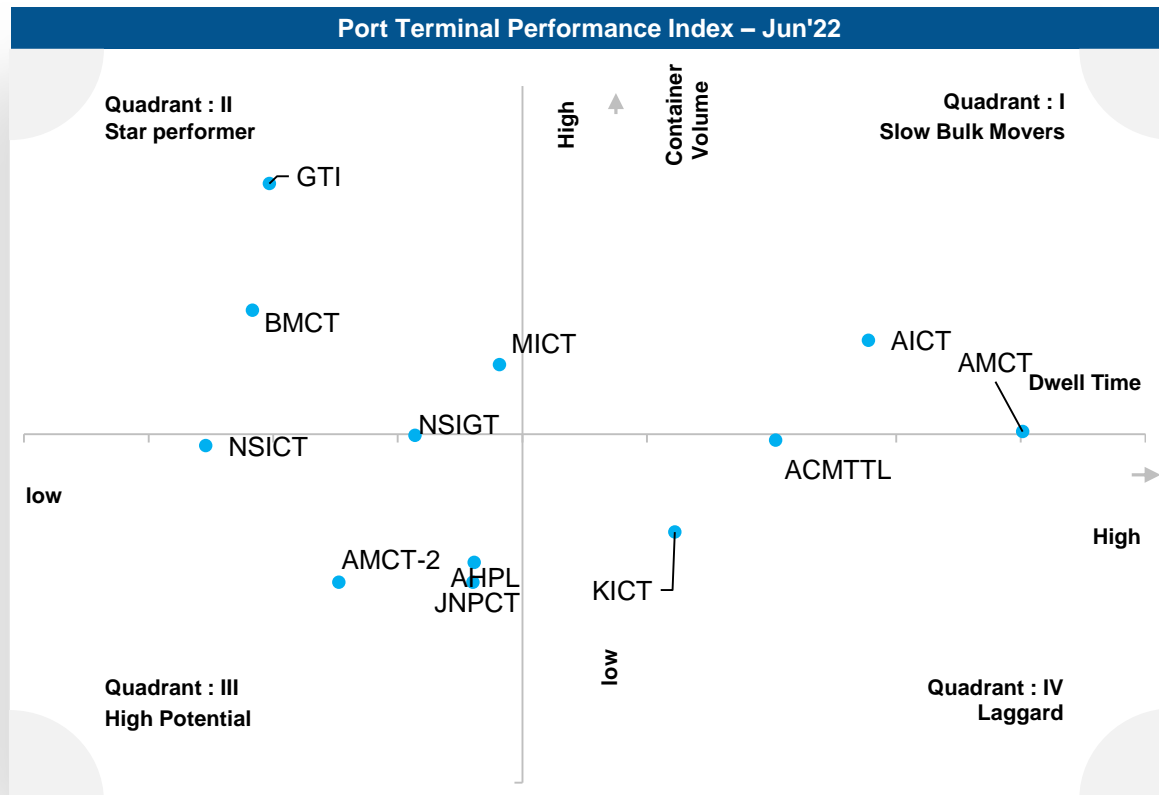 Port Terminal Performance Index – Jun'22
Quadrant : II
Star performer
High
Container
Volume
Quadrant : I
Slow Bulk Movers
GTI
BMCT
MICT
AICT
AMCT
Dwell Time
NSIGT
NSICT
ACMTTL
low
High
AMCT-2
AHPL
JNPCT
KICT
low
Quadrant : III
High Potential
Quadrant : IV
Laggard